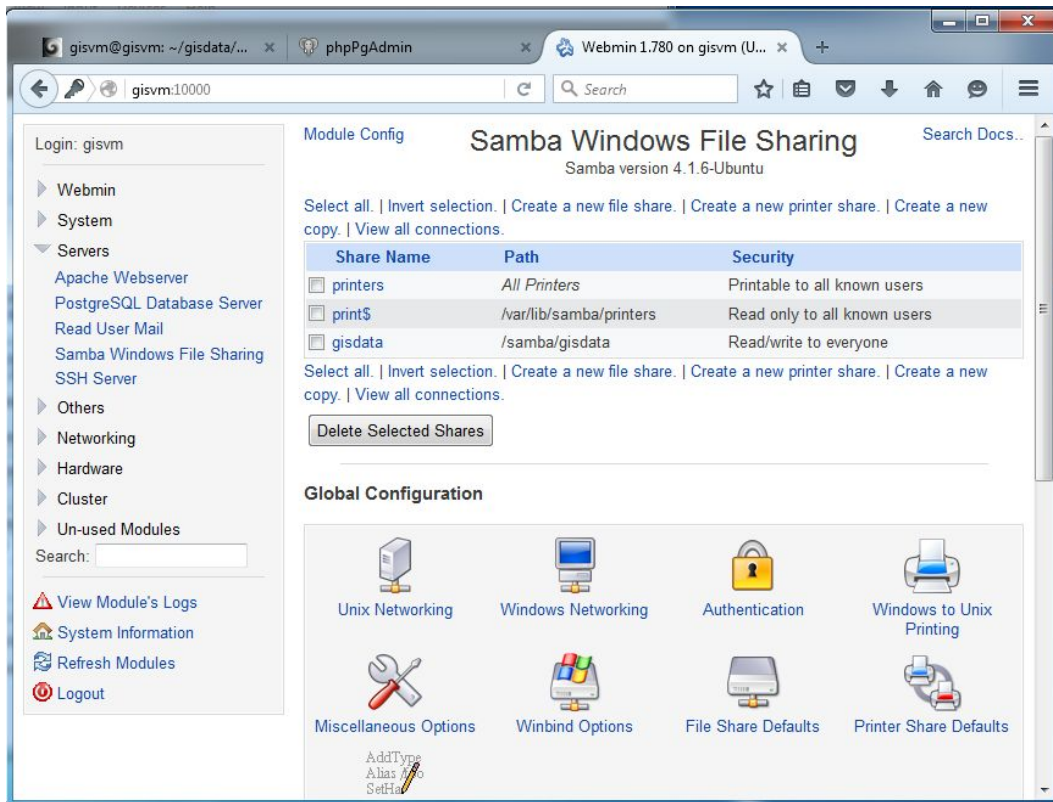 gisvm@gisvm: ~/gisdata/... ×
phpPgAdmin ×
Webmin 1.780 on gisvm (U... × +
gisvm:10000
Search
Login: gisvm
Webmin
System
Servers
Apache Webserver
PostgreSQL Database Server
Read User Mail
Samba Windows File Sharing
SSH Server
Others
Networking
Hardware
Cluster
Un-used Modules
Search:
View Module's Logs
System Information
Refresh Modules
Logout
Module Config
Samba Windows File Sharing
Search Docs..
Samba version 4.1.6-Ubuntu
Select all. | Invert selection. | Create a new file share. | Create a new printer share. | Create a new
copy. | View all connections.
Share Name Path Security
printers All Printers Printable to all known users
print$ /var/lib/samba/printers Read only to all known users
gisdata /samba/gisdata Read/write to everyone
Select all. | Invert selection. | Create a new file share. | Create a new printer share. | Create a new
copy. | View all connections.
Delete Selected Shares
Global Configuration
Unix Networking
Windows Networking
Authentication
Windows to Unix
Printing
Miscellaneous Options
Winbind Options
File Share Defaults
Printer Share Defaults
AddType
Alias
SetHa